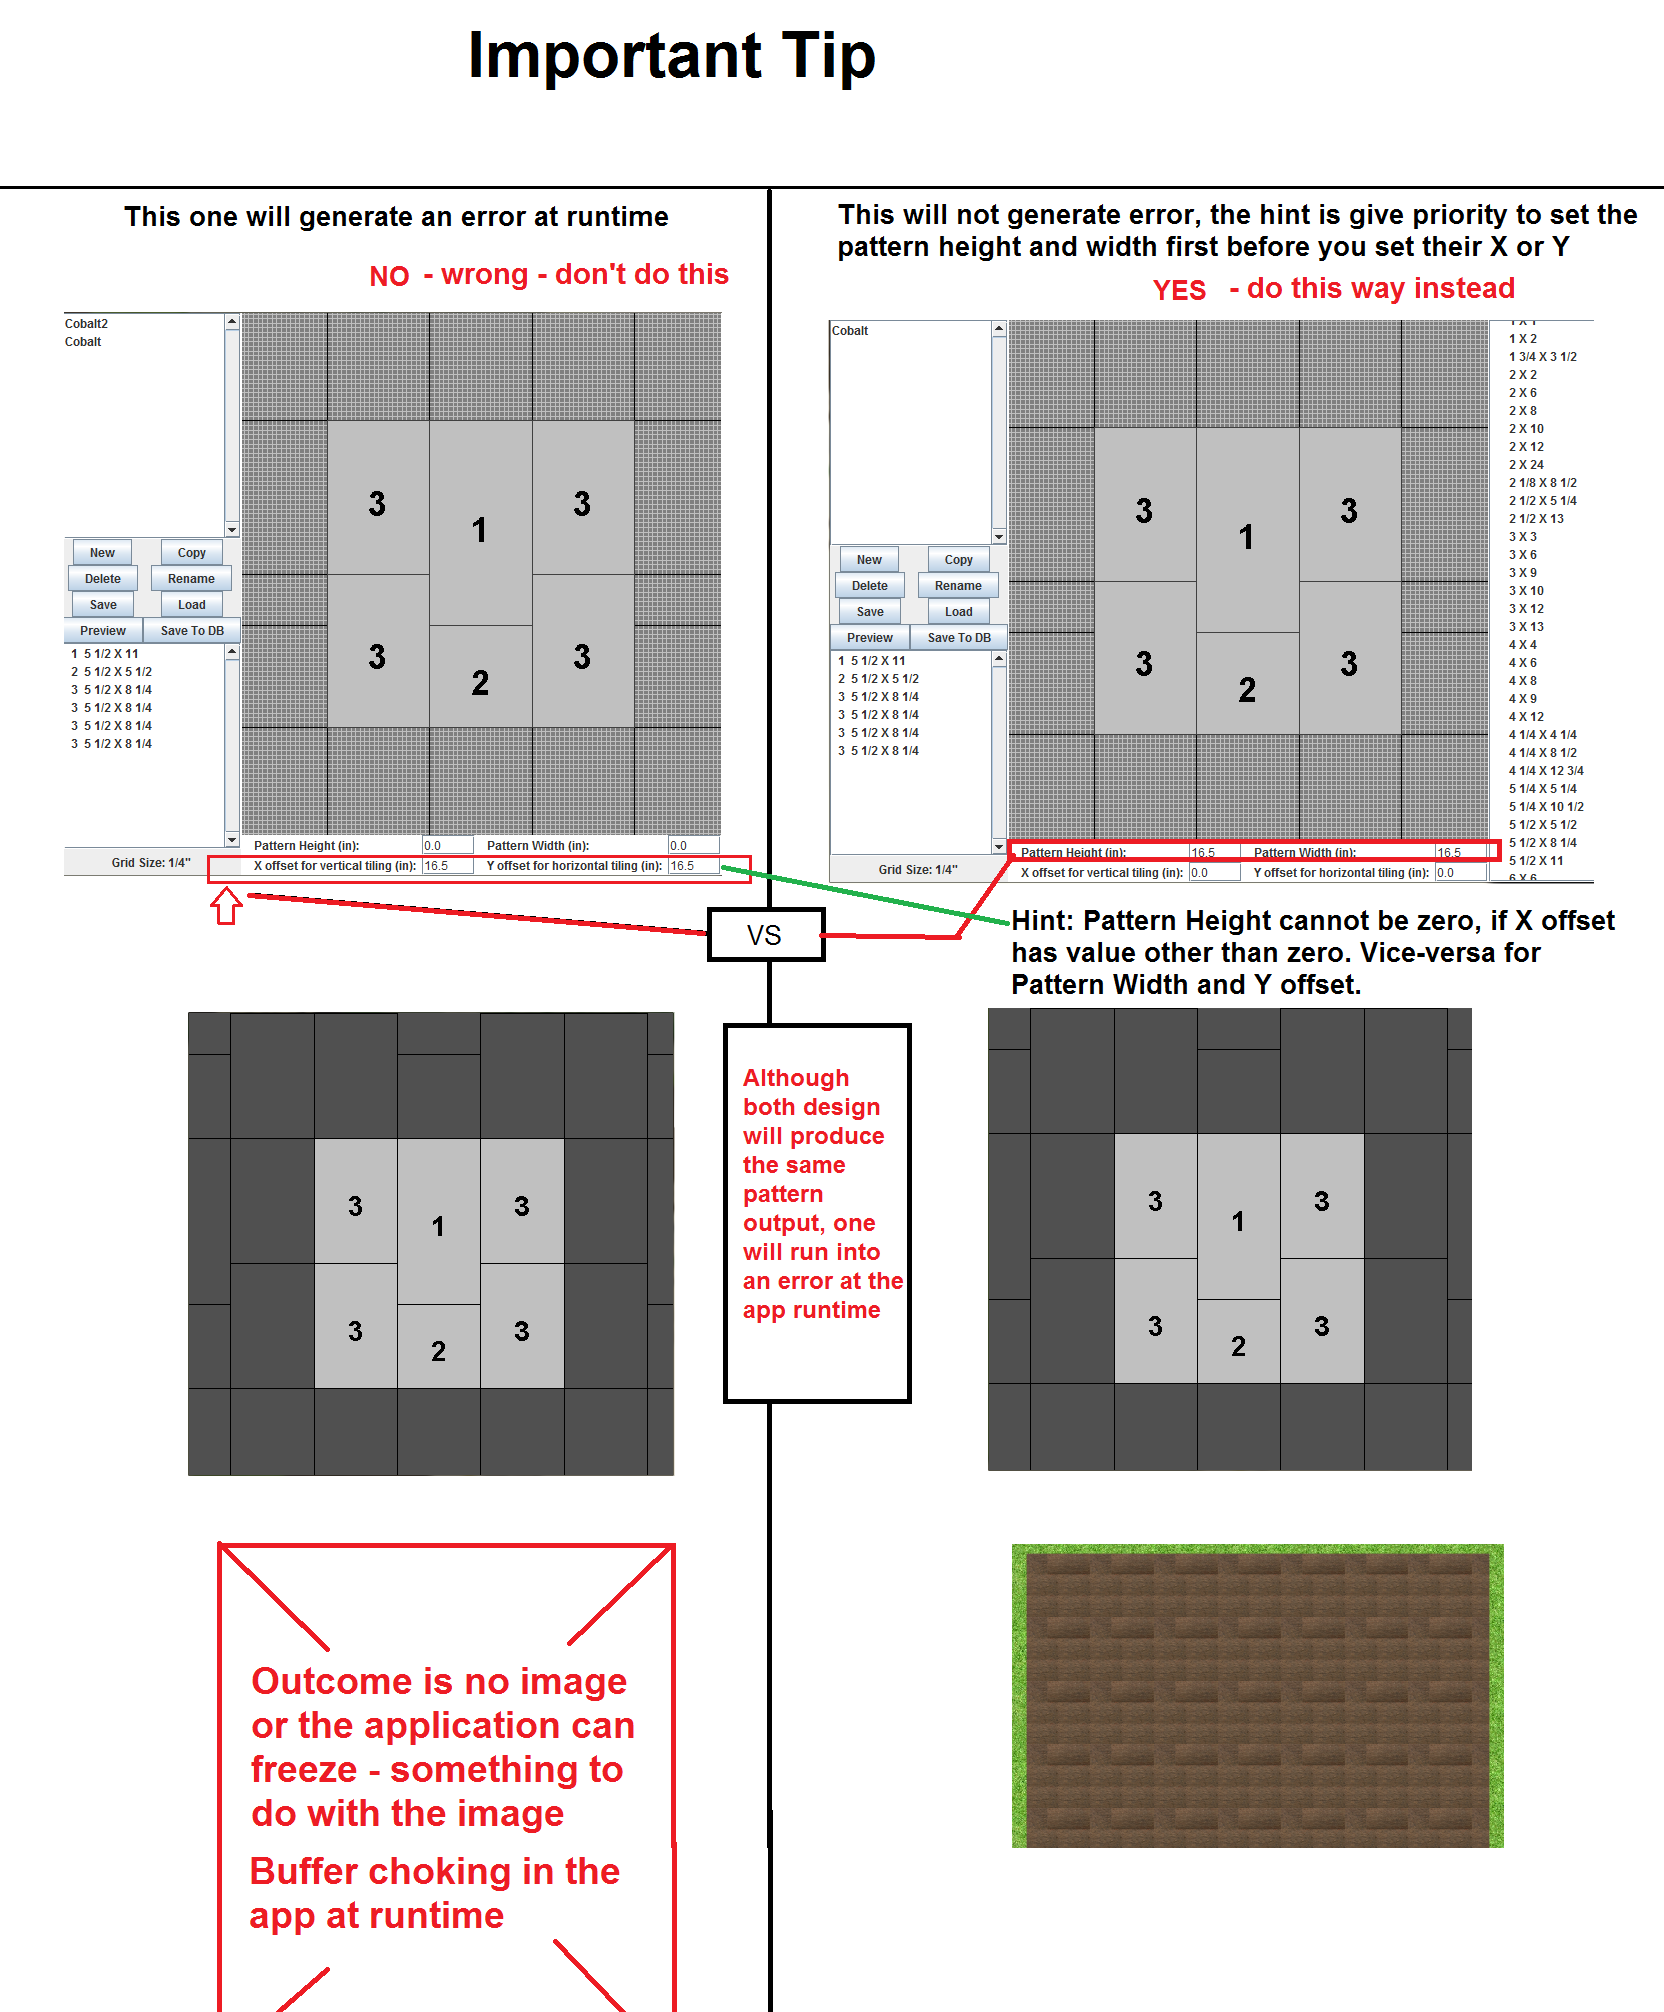 Important Tip
This one will generate an error at runtime
NO - wrong - don't do this
Cobalt2
Cobalt
3
1
3
3
2
3
New
Copy
Delete
Rename
Save
Load
Preview
Save To DB
1 5 1/2 X 11
2 5 1/2 X 5 1/2
3 5 1/2 X 8 1/4
3 5 1/2 X 8 1/4
3 5 1/2 X 8 1/4
3 5 1/2 X 8 1/4
Grid Size: 1/4"
Pattern Height (in): 0.0 Pattern Width (in): 0.0
X offset for vertical tiling (in): 16.5 Y offset for horizontal tiling (in): 16.5
This will not generate error, the hint is give priority to set the
pattern height and width first before you set their X or Y
YES - do this way instead
Cobalt
3
1
3
3
2
3
New
Copy
Delete
Rename
Save
Load
Preview
Save To DB
1 5 1/2 X 11
2 5 1/2 X 5 1/2
3 5 1/2 X 8 1/4
3 5 1/2 X 8 1/4
3 5 1/2 X 8 1/4
3 5 1/2 X 8 1/4
Grid Size: 1/4"
Pattern Height (in): 16.5 Pattern Width (in): 16.5
X offset for vertical tiling (in): 0.0 Y offset for horizontal tiling (in): 0.0
1 X 1
1 X 2
1 3/4 X 3 1/2
2 X 2
2 X 6
2 X 8
2 X 10
2 X 12
2 X 24
2 1/8 X 8 1/2
2 1/2 X 5 1/4
2 1/2 X 13
3 X 3
3 X 6
3 X 9
3 X 10
3 X 12
3 X 13
4 X 4
4 X 6
4 X 8
4 X 9
4 X 12
4 1/4 X 4 1/4
4 1/4 X 8 1/2
4 1/4 X 12 3/4
5 1/4 X 5 1/4
5 1/4 X 10 1/2
5 1/2 X 5 1/2
5 1/2 X 8 1/4
5 1/2 X 11
6 X 6
VS
Hint: Pattern Height cannot be zero, if X offset
has value other than zero. Vice-versa for
Pattern Width and Y offset.
3
1
3
3
2
3
Although
both design
will produce
the same
pattern
output, one
will run into
an error at the
app runtime
3
1
3
3
2
3
Outcome is no image
or the application can
freeze - something to
do with the image
Buffer choking in the
app at runtime